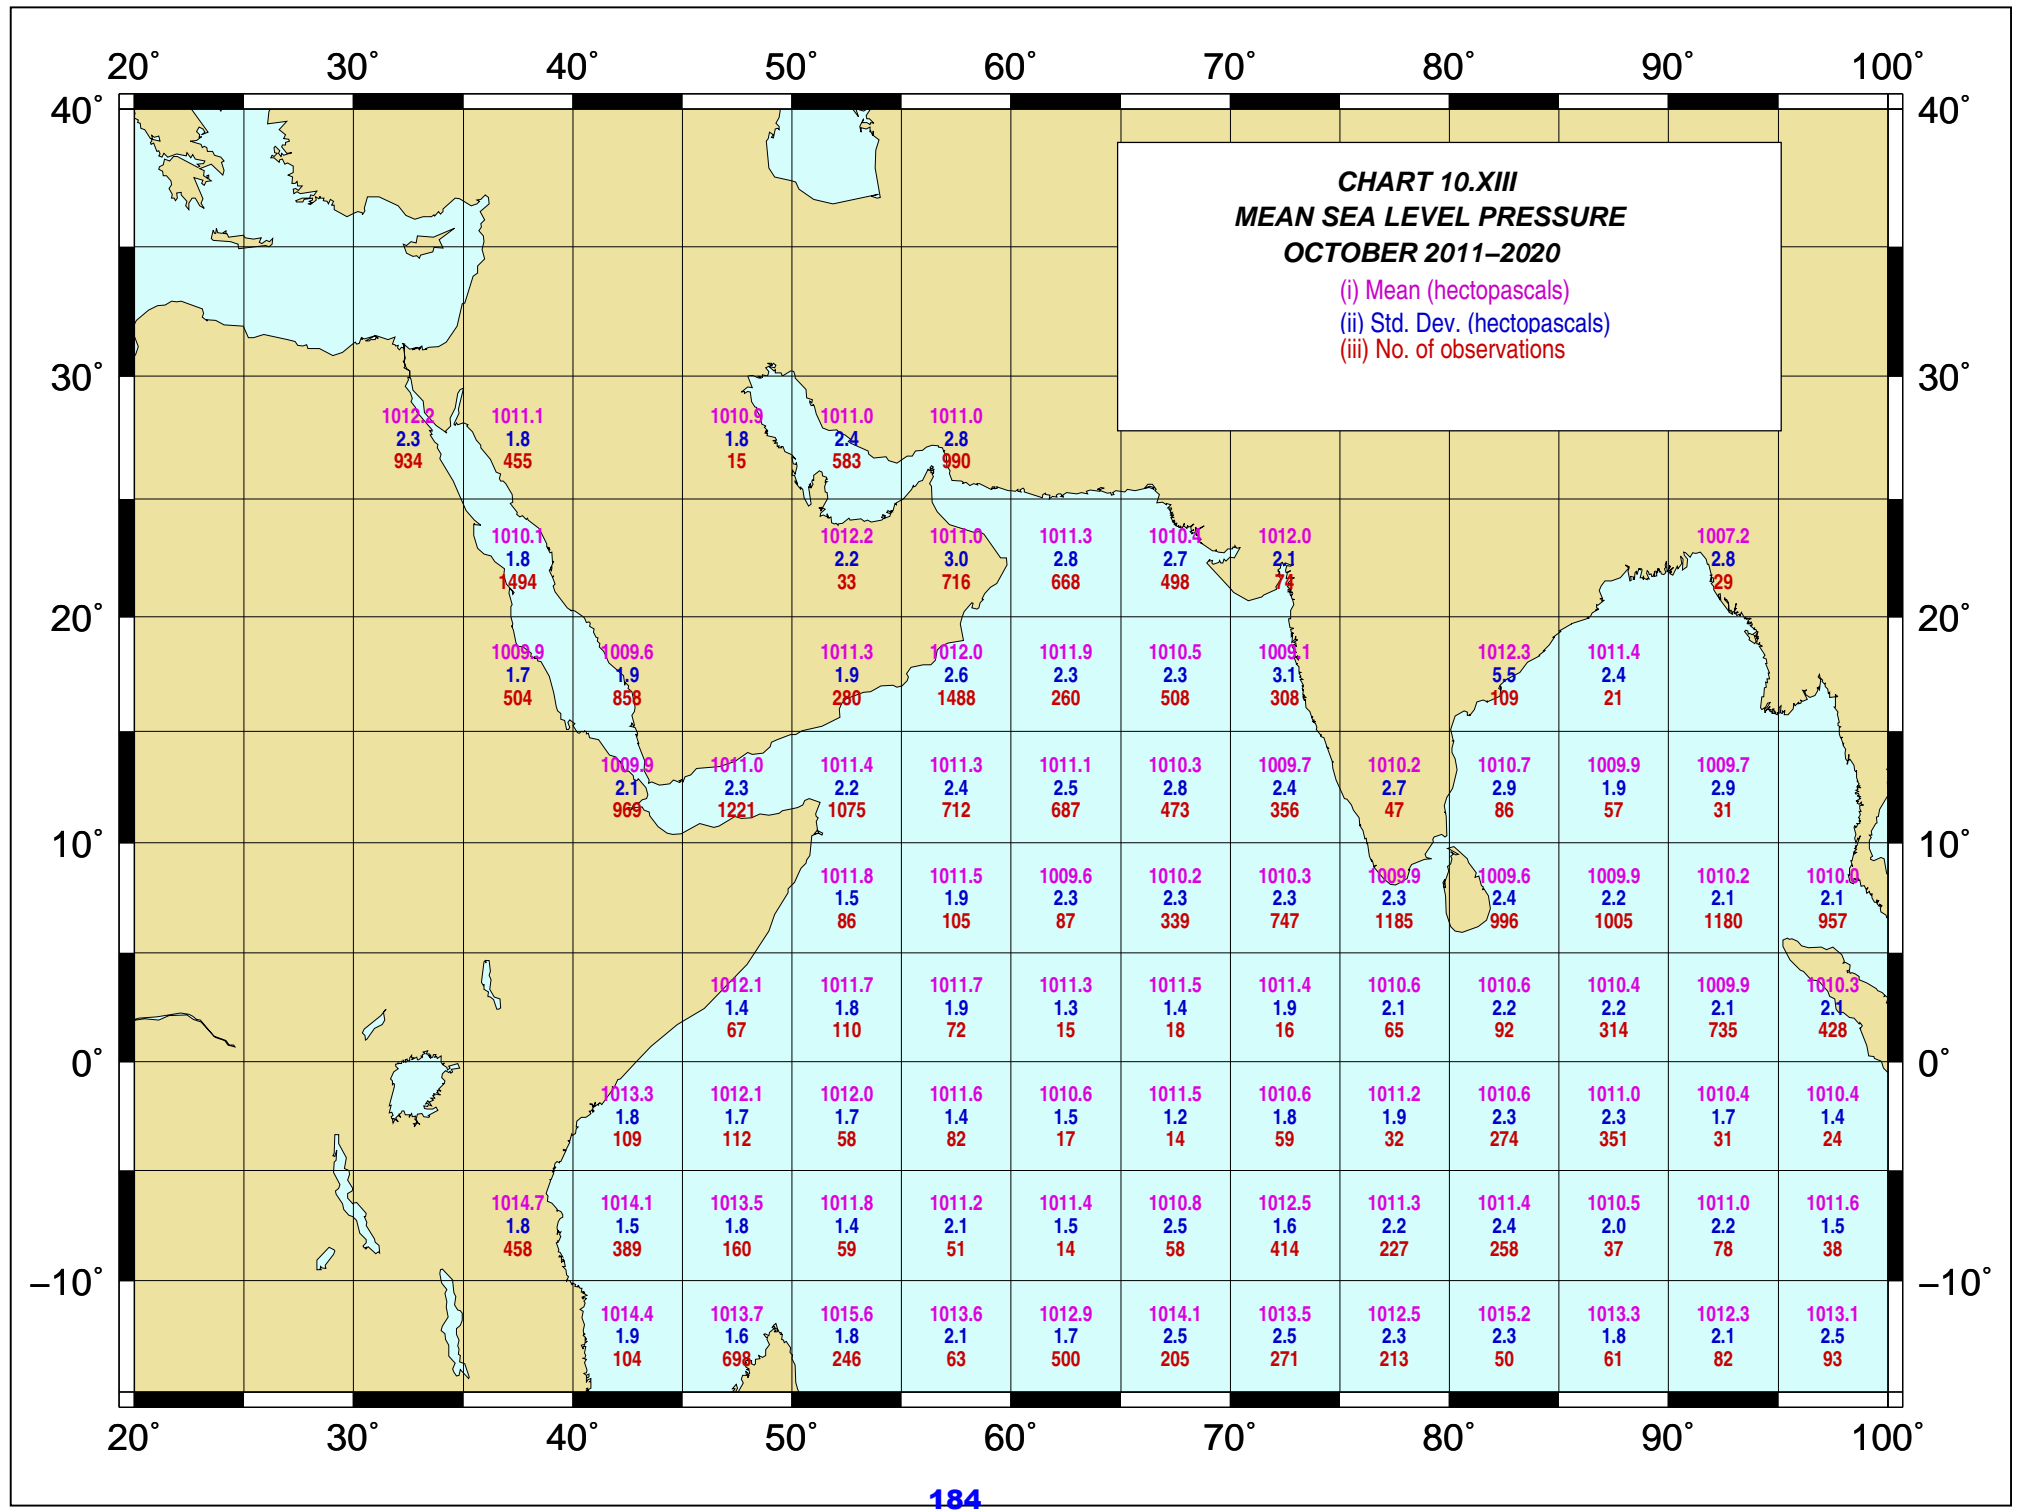 20° 30° 40° 50° 60° 70° 80° 90° 100°
40° 40°
CHART 10.XIII
MEAN SEA LEVEL PRESSURE
OCTOBER 2011–2020
(i) Mean (hectopascals)
(ii) Std. Dev. (hectopascals)
(iii) No. of observations
30° 30°
1012.2 1011.1 1010.9 1011.0 1011.0
2.3 1.8 1.8 2.4 2.8
934 455 15 583 990
1010.1 1012.2 1011.0 1011.3 1010.4 1012.0 1007.2
1.8 2.2 3.0 2.8 2.7 2.1 2.8
1494 33 716 668 498 74 29
20° 20°
1009.9 1009.6 1011.3 1012.0 1011.9 1010.5 1009.1 1012.3 1011.4
1.7 1.9 1.9 2.6 2.3 2.3 3.1 5.5 2.4
504 858 280 1488 260 508 308 109 21
1009.9 1011.0 1011.4 1011.3 1011.1 1010.3 1009.7 1010.2 1010.7 1009.9 1009.7
2.1 2.3 2.2 2.4 2.5 2.8 2.4 2.7 2.9 1.9 2.9
969 1221 1075 712 687 473 356 47 86 57 31
10° 10°
1011.8 1011.5 1009.6 1010.2 1010.3 1009.9 1009.6 1009.9 1010.2 1010.0
1.5 1.9 2.3 2.3 2.3 2.3 2.4 2.2 2.1 2.1
86 105 87 339 747 1185 996 1005 1180 957
1012.1 1011.7 1011.7 1011.3 1011.5 1011.4 1010.6 1010.6 1010.4 1009.9 1010.3
1.4 1.8 1.9 1.3 1.4 1.9 2.1 2.2 2.2 2.1 2.1
67 110 72 15 18 16 65 92 314 735 428
0° 0°
1013.3 1012.1 1012.0 1011.6 1010.6 1011.5 1010.6 1011.2 1010.6 1011.0 1010.4 1010.4
1.8 1.7 1.7 1.4 1.5 1.2 1.8 1.9 2.3 2.3 1.7 1.4
109 112 58 82 17 14 59 32 274 351 31 24
1014.7 1014.1 1013.5 1011.8 1011.2 1011.4 1010.8 1012.5 1011.3 1011.4 1010.5 1011.0 1011.6
1.8 1.5 1.8 1.4 2.1 1.5 2.5 1.6 2.2 2.4 2.0 2.2 1.5
458 389 160 59 51 14 58 414 227 258 37 78 38
–10° –10°
1014.4 1013.7 1015.6 1013.6 1012.9 1014.1 1013.5 1012.5 1015.2 1013.3 1012.3 1013.1
1.9 1.6 1.8 2.1 1.7 2.5 2.5 2.3 2.3 1.8 2.1 2.5
104 698 246 63 500 205 271 213 50 61 82 93
20° 30° 40° 50° 60° 70° 80° 90° 100°
184